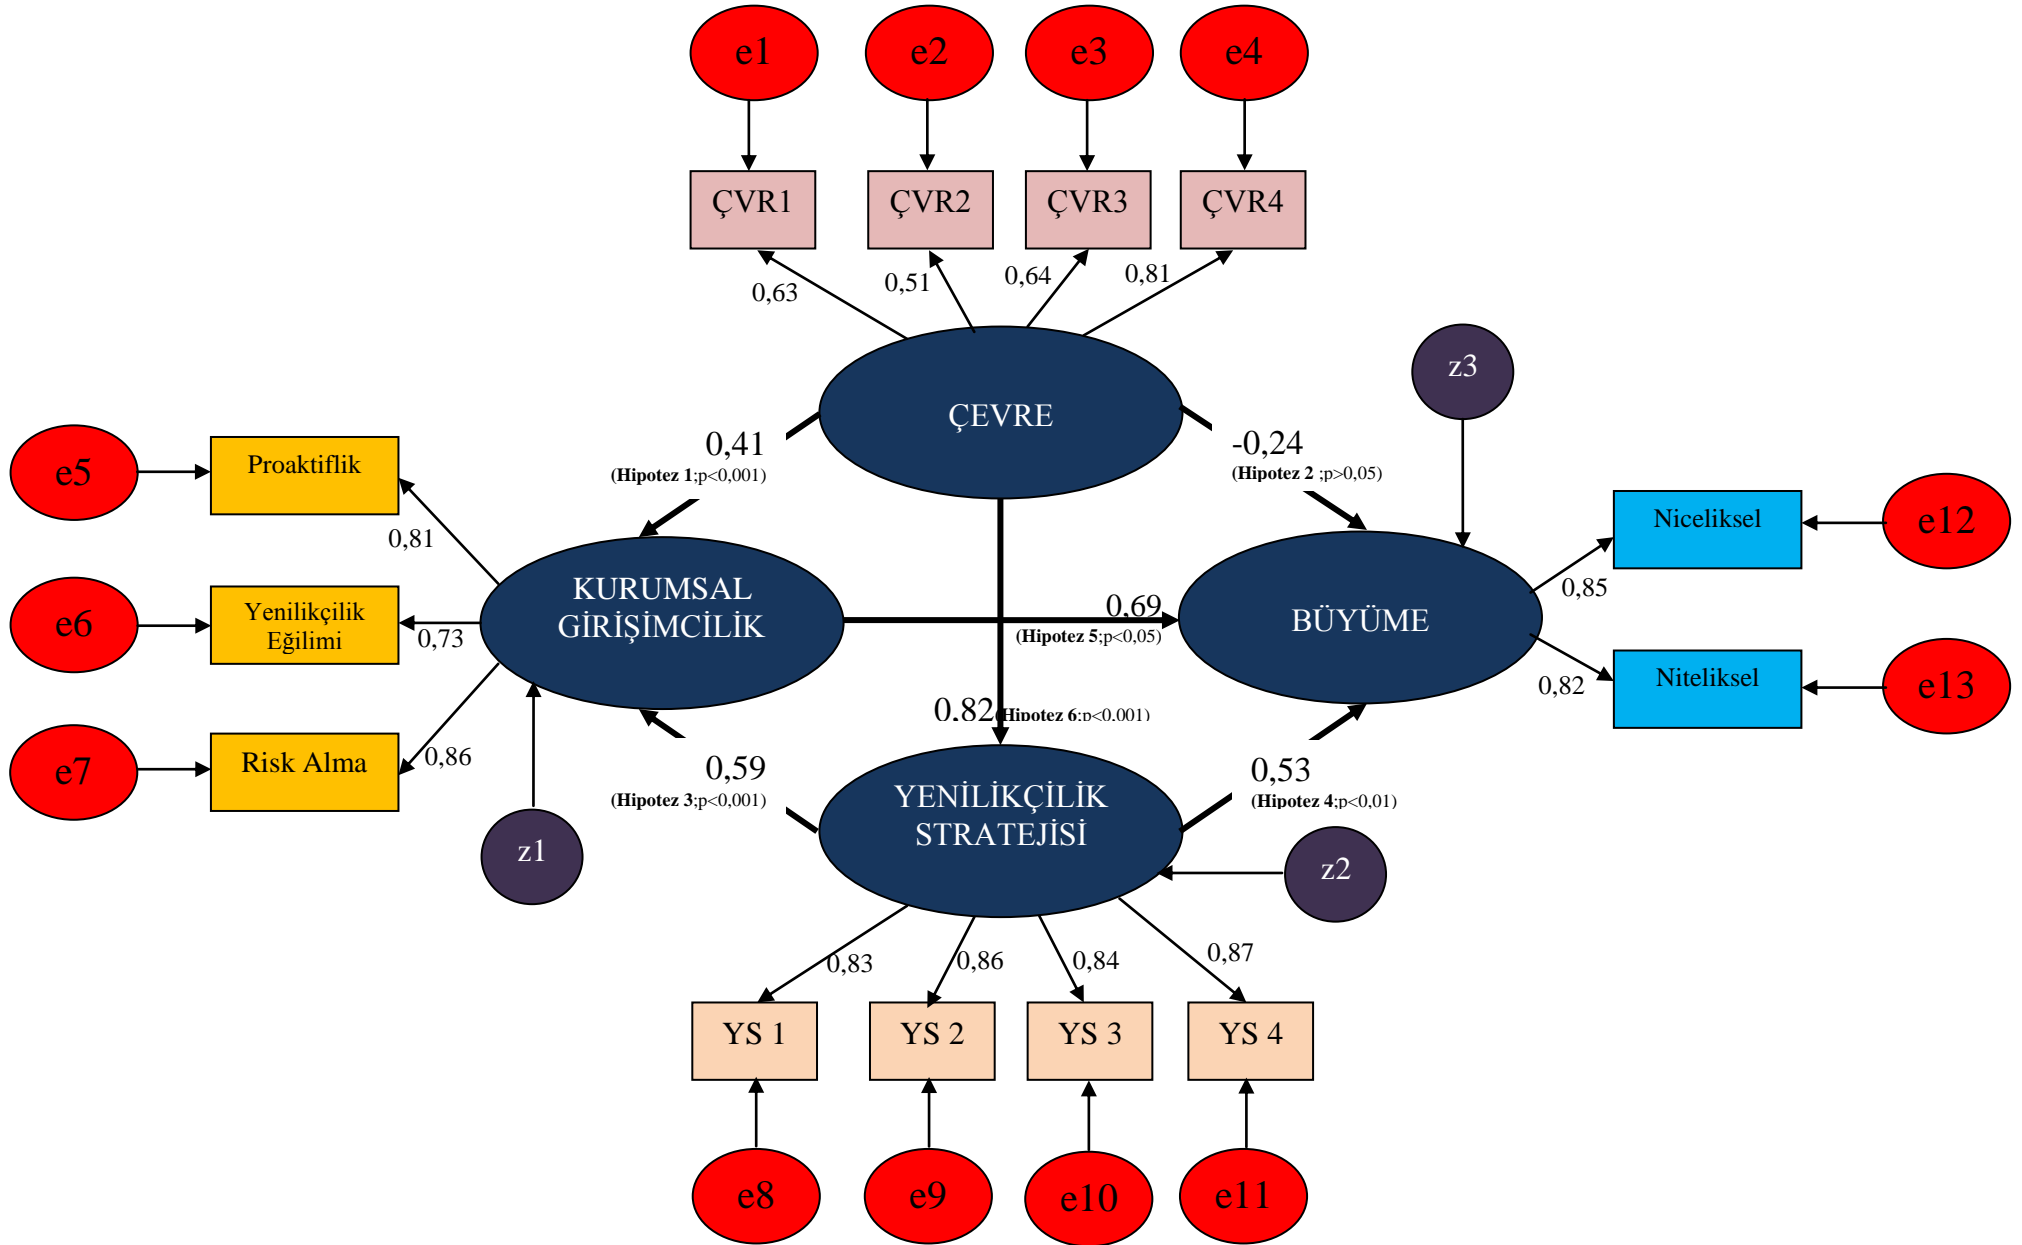 e1
e2
e3
e4
ÇVR1
ÇVR2
ÇVR3
ÇVR4
0,63
0,51
0,64
0,81
z3
ÇEVRE
0,41
(Hipotez 1;p<0,001)
-0,24
(Hipotez 2 ;p>0,05)
e5
Proaktiflik
0,81
Niceliksel
e12
0,85
KURUMSAL
GİRİŞİMCİLİK
0,69
(Hipotez 5;p<0,05)
BÜYÜME
e6
Yenilikçilik
Eğilimi
0,73
0,82
Niteliksel
e13
0,82(Hipotez 6;p<0,001)
e7
Risk Alma
0,86
0,59
(Hipotez 3;p<0,001)
0,53
(Hipotez 4;p<0,01)
YENİLİKÇİLİK
STRATEJİSİ
z1
z2
0,83
0,86
0,84
0,87
YS 1
YS 2
YS 3
YS 4
e8
e9
e10
e11